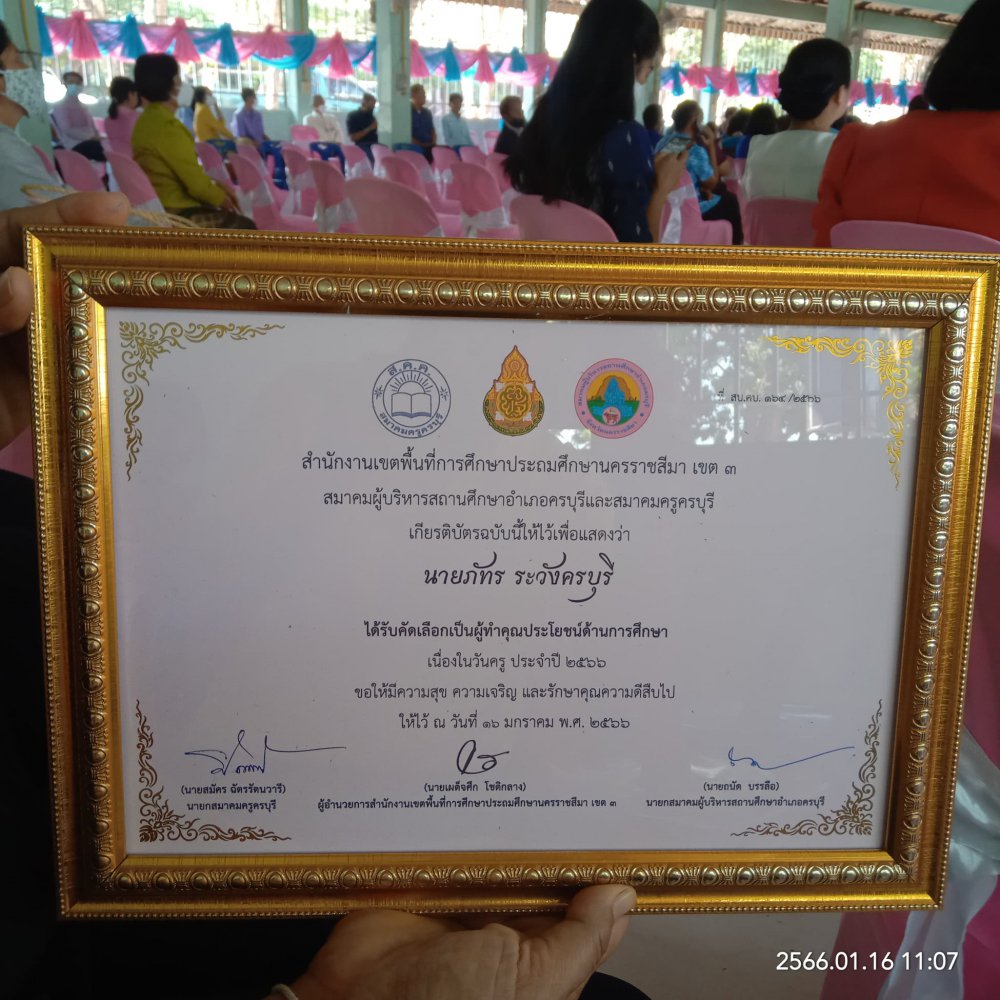 ส.ค.ค.
สมาคมครูครบุรี
ที่ สบ.คบ. ๑๖๔ /๒๕๖๖
สำนักงานเขตพื้นที่การศึกษาประถมศึกษานครราชสีมา เขต ๓
สมาคมผู้บริหารสถานศึกษาอำเภอครบุรีและสมาคมครูครบุรี
เกียรติบัตรฉบับนี้ให้ไว้เพื่อแสดงว่า
นายภัทร ระวังครบุรี
ได้รับคัดเลือกเป็นผู้ทำคุณประโยชน์ด้านการศึกษา
เนื่องในวันครู ประจำปี ๒๕๖๖
ขอให้มีความสุข ความเจริญ และรักษาคุณความดีสืบไป
ให้ไว้ ณ วันที่ ๑๖ มกราคม พ.ศ. ๒๕๖๖
(นายสมัคร ฉัตรรัตนวารี)
นายกสมาคมครูครบุรี
(นายเผด็จศึก โชติกลาง)
ผู้อำนวยการสำนักงานเขตพื้นที่การศึกษาประถมศึกษานครราชสีมา เขต ๓
(นายถนัด บรรลือ)
นายกสมาคมผู้บริหารสถานศึกษาอำเภอครบุรี
2566.01.16 11:07